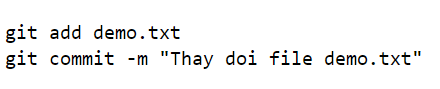 git add demo.txt
git commit -m "Thay doi file demo.txt"